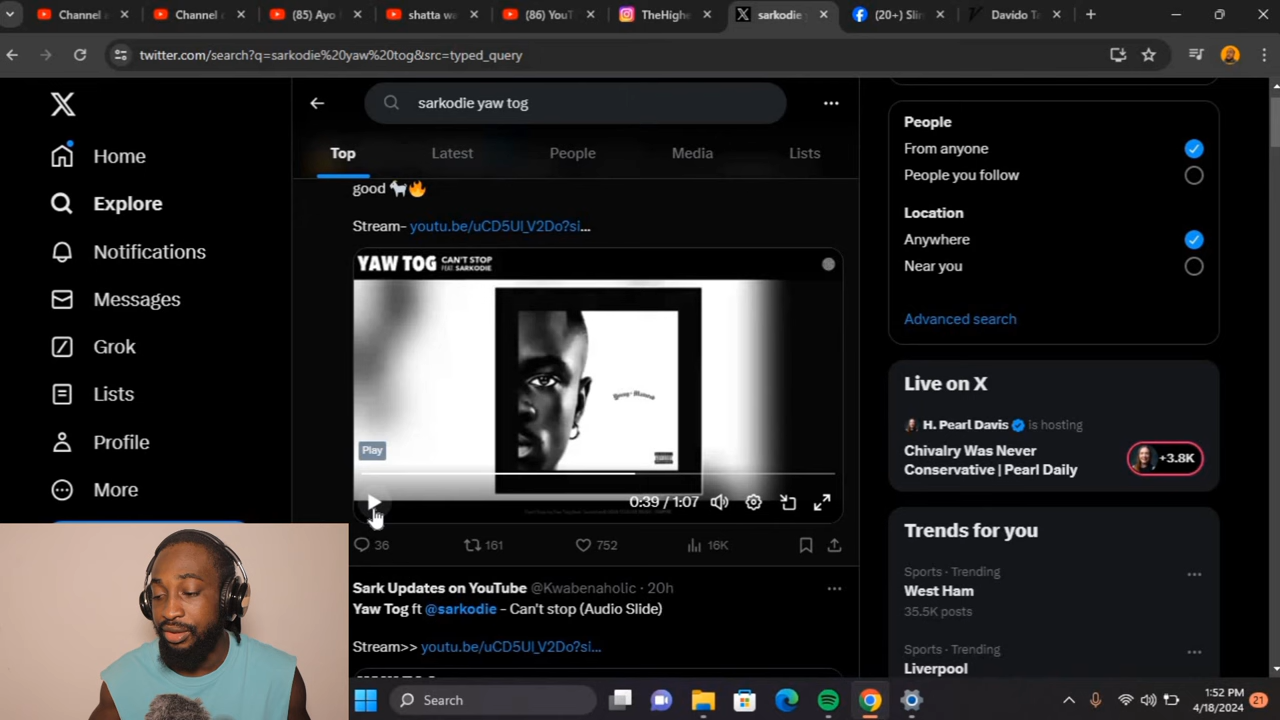 Channel
Channel r
(85) Ayo
shatta wa
(86) YouT
TheHighe
sarkodie
(20+) Slin
Davido Ta
twitter.com/search?q=sarkodie%20yaw%20tog&src=typed_query
sarkodie yaw tog
Top
Latest
People
Media
Lists
Home
Explore
Notifications
Messages
Grok
Lists
Profile
More
good 🐐🔥
Stream- youtu.be/uCD5Ul_V2Do?si...
YAW TOG CAN'T STOP
FEAT SARKODIE
Play
0:39 / 1:07
36
161
752
16K
Sark Updates on YouTube @Kwabenaholic · 20h
Yaw Tog ft @sarkodie - Can't stop (Audio Slide)
Stream>> youtu.be/uCD5Ul_V2Do?si...
People
From anyone
People you follow
Location
Anywhere
Near you
Advanced search
Live on X
H. Pearl Davis is hosting
Chivalry Was Never
Conservative | Pearl Daily
+3.8K
Trends for you
Sports · Trending
West Ham
35.5K posts
Sports · Trending
Liverpool
Search
1:52 PM
4/18/2024
21